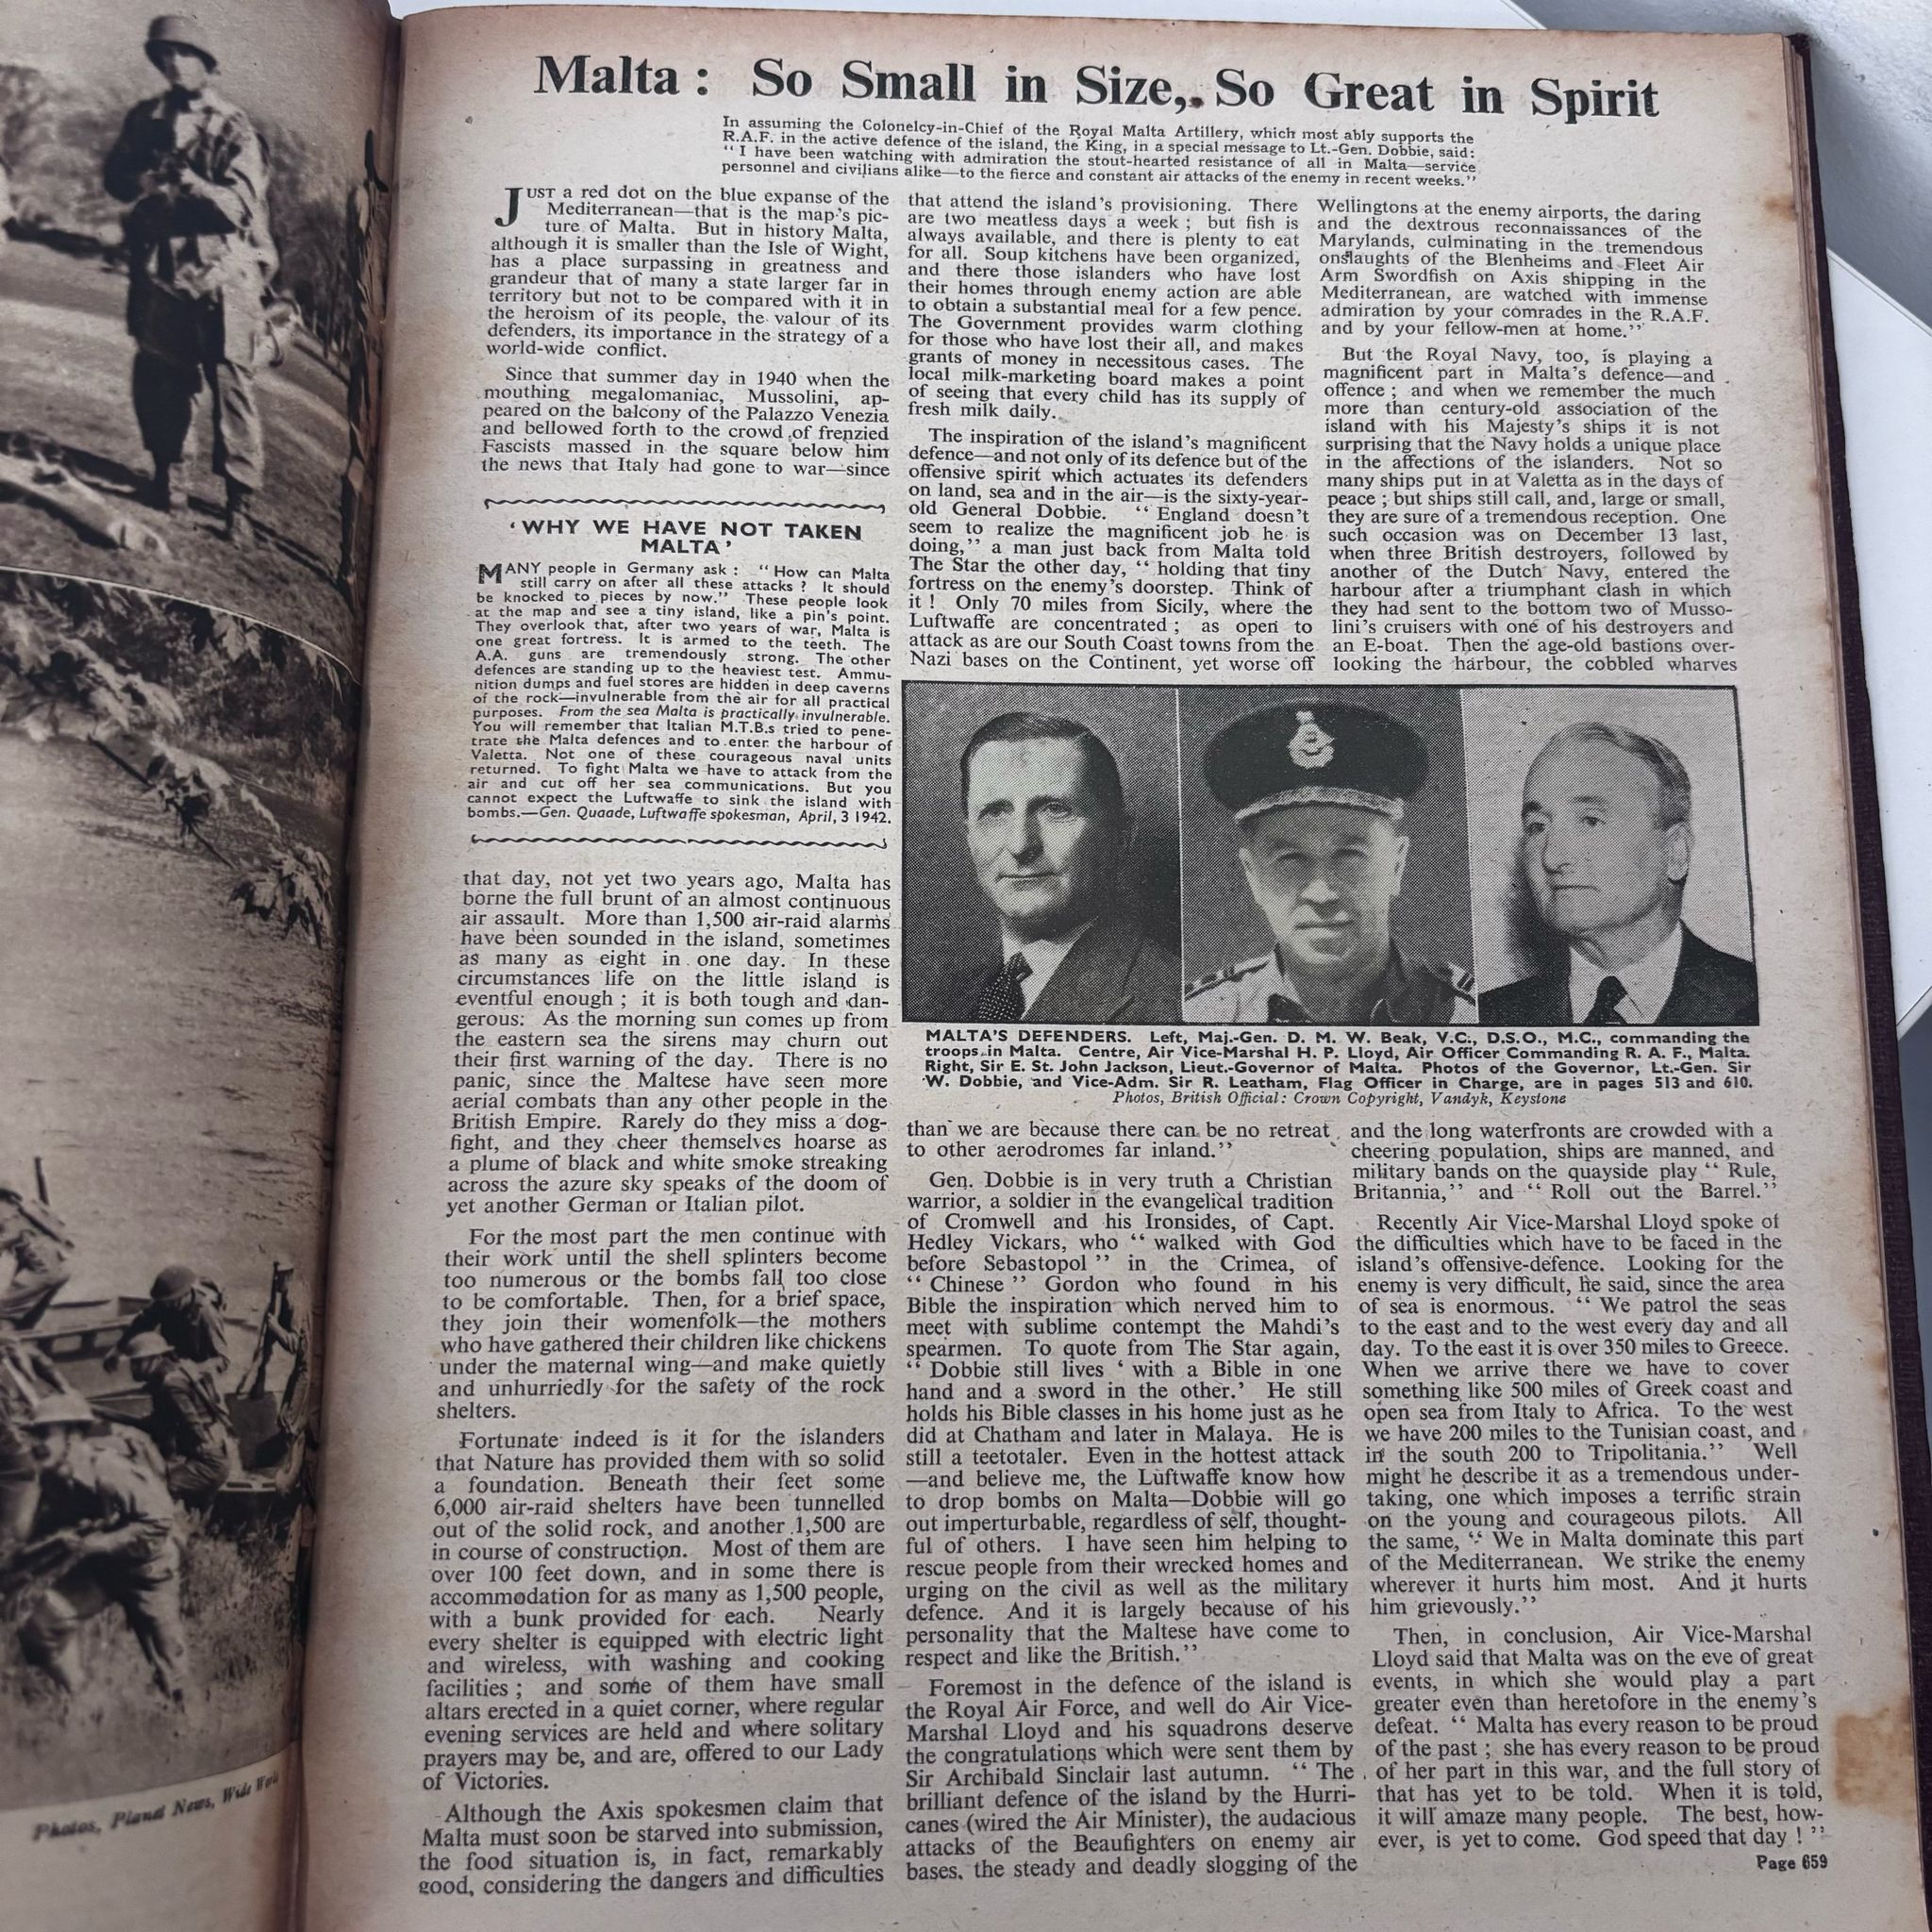 Malta : So Small in Size, So Great in Spirit
In assuming the Colonelcy-in-Chief of the Royal Malta Artillery, which most ably supports the
R.A.F. in the active defence of the island, the King, in a special message to Lt.-Gen. Dobbie, said:
“ I have been watching with admiration the stout-hearted resistance of all in Malta—service
personnel and civilians alike—to the fierce and constant air attacks of the enemy in recent weeks.”
JUST a red dot on the blue expanse of the
Mediterranean—that is the map's pic-
ture of Malta. But in history Malta,
although it is smaller than the Isle of Wight,
has a place surpassing in greatness and
grandeur that of many a state larger far in
territory but not to be compared with it in
the heroism of its people, the valour of its
defenders, its importance in the strategy of a
world-wide conflict.
Since that summer day in 1940 when the
mouthing megalomaniac, Mussolini, ap-
peared on the balcony of the Palazzo Venezia
and bellowed forth to the crowd of frenzied
Fascists massed in the square below him
the news that Italy had gone to war—since
‘ WHY WE HAVE NOT TAKEN
MALTA ’
MANY people in Germany ask : “ How can Malta
still carry on after all these attacks ? It should
be knocked to pieces by now.” These people look
at the map and see a tiny island, like a pin's point.
They overlook that, after two years of war, Malta is
one great fortress. It is armed to the teeth. The
A.A. guns are tremendously strong. The other
defences are standing up to the heaviest test. Ammu-
nition dumps and fuel stores are hidden in deep caverns
of the rock—invulnerable from the air for all practical
purposes. From the sea Malta is practically invulnerable.
You will remember that Italian M.T.B.s tried to pene-
trate the Malta defences and to enter the harbour of
Valetta. Not one of these courageous naval units
returned. To fight Malta we have to attack from the
air and cut off her sea communications. But you
cannot expect the Luftwaffe to sink the island with
bombs.—Gen. Quaade, Luftwaffe spokesman, April, 3 1942.
that day, not yet two years ago, Malta has
borne the full brunt of an almost continuous
air assault. More than 1,500 air-raid alarms
have been sounded in the island, sometimes
as many as eight in one day. In these
circumstances life on the little island is
eventful enough ; it is both tough and dan-
gerous: As the morning sun comes up from
the eastern sea the sirens may churn out
their first warning of the day. There is no
panic, since the Maltese have seen more
aerial combats than any other people in the
British Empire. Rarely do they miss a dog-
fight, and they cheer themselves hoarse as
a plume of black and white smoke streaking
across the azure sky speaks of the doom of
yet another German or Italian pilot.
For the most part the men continue with
their work until the shell splinters become
too numerous or the bombs fall too close
to be comfortable. Then, for a brief space,
they join their womenfolk—the mothers
who have gathered their children like chickens
under the maternal wing—and make quietly
and unhurriedly for the safety of the rock
shelters.
Fortunate indeed is it for the islanders
that Nature has provided them with so solid
a foundation. Beneath their feet some
6,000 air-raid shelters have been tunnelled
out of the solid rock, and another 1,500 are
in course of construction. Most of them are
over 100 feet down, and in some there is
accommodation for as many as 1,500 people,
with a bunk provided for each. Nearly
every shelter is equipped with electric light
and wireless, with washing and cooking
facilities ; and some of them have small
altars erected in a quiet corner, where regular
evening services are held and where solitary
prayers may be, and are, offered to our Lady
of Victories.
Although the Axis spokesmen claim that
Malta must soon be starved into submission,
the food situation is, in fact, remarkably
good, considering the dangers and difficulties
that attend the island's provisioning. There
are two meatless days a week ; but fish is
always available, and there is plenty to eat
for all. Soup kitchens have been organized,
and there those islanders who have lost
their homes through enemy action are able
to obtain a substantial meal for a few pence.
The Government provides warm clothing
for those who have lost their all, and makes
grants of money in necessitous cases. The
local milk-marketing board makes a point
of seeing that every child has its supply of
fresh milk daily.
The inspiration of the island's magnificent
defence—and not only of its defence but of the
offensive spirit which actuates its defenders
on land, sea and in the air—is the sixty-year-
old General Dobbie. “ England doesn't
seem to realize the magnificent job he is
doing,” a man just back from Malta told
The Star the other day, “ holding that tiny
fortress on the enemy's doorstep. Think of
it ! Only 70 miles from Sicily, where the
Luftwaffe are concentrated ; as open to
attack as are our South Coast towns from the
Nazi bases on the Continent, yet worse off
than we are because there can be no retreat
to other aerodromes far inland.”
Gen. Dobbie is in very truth a Christian
warrior, a soldier in the evangelical tradition
of Cromwell and his Ironsides, of Capt.
Hedley Vickars, who “ walked with God
before Sebastopol ” in the Crimea, of
“ Chinese ” Gordon who found in his
Bible the inspiration which nerved him to
meet with sublime contempt the Mahdi's
spearmen. To quote from The Star again,
“ Dobbie still lives ‘ with a Bible in one
hand and a sword in the other.’ He still
holds his Bible classes in his home just as he
did at Chatham and later in Malaya. He is
still a teetotaler. Even in the hottest attack
—and believe me, the Luftwaffe know how
to drop bombs on Malta—Dobbie will go
out imperturbable, regardless of self, thought-
ful of others. I have seen him helping to
rescue people from their wrecked homes and
urging on the civil as well as the military
defence. And it is largely because of his
personality that the Maltese have come to
respect and like the British.”
Foremost in the defence of the island is
the Royal Air Force, and well do Air Vice-
Marshal Lloyd and his squadrons deserve
the congratulations which were sent them by
Sir Archibald Sinclair last autumn. “ The
brilliant defence of the island by the Hurri-
canes (wired the Air Minister), the audacious
attacks of the Beaufighters on enemy air
bases, the steady and deadly slogging of the
Wellingtons at the enemy airports, the daring
and the dextrous reconnaissances of the
Marylands, culminating in the tremendous
onslaughts of the Blenheims and Fleet Air
Arm Swordfish on Axis shipping in the
Mediterranean, are watched with immense
admiration by your comrades in the R.A.F.
and by your fellow-men at home.”
But the Royal Navy, too, is playing a
magnificent part in Malta's defence—and
offence ; and when we remember the much
more than century-old association of the
island with his Majesty's ships it is not
surprising that the Navy holds a unique place
in the affections of the islanders. Not so
many ships put in at Valetta as in the days of
peace ; but ships still call, and, large or small,
they are sure of a tremendous reception. One
such occasion was on December 13 last,
when three British destroyers, followed by
another of the Dutch Navy, entered the
harbour after a triumphant clash in which
they had sent to the bottom two of Musso-
lini's cruisers with one of his destroyers and
an E-boat. Then the age-old bastions over-
looking the harbour, the cobbled wharves
and the long waterfronts are crowded with a
cheering population, ships are manned, and
military bands on the quayside play “ Rule,
Britannia,” and “ Roll out the Barrel.”
Recently Air Vice-Marshal Lloyd spoke of
the difficulties which have to be faced in the
island's offensive-defence. Looking for the
enemy is very difficult, he said, since the area
of sea is enormous. “ We patrol the seas
to the east and to the west every day and all
day. To the east it is over 350 miles to Greece.
When we arrive there we have to cover
something like 500 miles of Greek coast and
open sea from Italy to Africa. To the west
we have 200 miles to the Tunisian coast, and
in the south 200 to Tripolitania.” Well
might he describe it as a tremendous under-
taking, one which imposes a terrific strain
on the young and courageous pilots. All
the same, “ We in Malta dominate this part
of the Mediterranean. We strike the enemy
wherever it hurts him most. And it hurts
him grievously.”
Then, in conclusion, Air Vice-Marshal
Lloyd said that Malta was on the eve of great
events, in which she would play a part
greater even than heretofore in the enemy's
defeat. “ Malta has every reason to be proud
of the past ; she has every reason to be proud
of her part in this war, and the full story of
that has yet to be told. When it is told,
it will amaze many people. The best, how-
ever, is yet to come. God speed that day ! ”
MALTA'S DEFENDERS. Left, Maj.-Gen. D. M. W. Beak, V.C., D.S.O., M.C., commanding the
troops in Malta. Centre, Air Vice-Marshal H. P. Lloyd, Air Officer Commanding R. A. F., Malta.
Right, Sir E. St. John Jackson, Lieut.-Governor of Malta. Photos of the Governor, Lt.-Gen. Sir
W. Dobbie, and Vice-Adm. Sir R. Leatham, Flag Officer in Charge, are in pages 513 and 610.
Photos, British Official: Crown Copyright, Vandyk, Keystone
Page 659
Photos, Planet News, Wide World